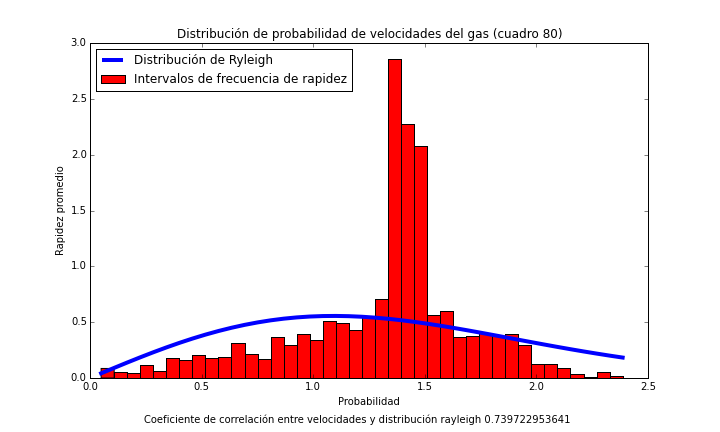 Distribución de probabilidad de velocidades del gas (cuadro 80)
Distribución de Ryleigh
Intervalos de frecuencia de rapidez
Rapidez promedio
3.0
2.5
2.0
1.5
1.0
0.5
0.0
0.0 0.5 1.0 1.5 2.0 2.5
Probabilidad
Coeficiente de correlación entre velocidades y distribución rayleigh 0.739722953641